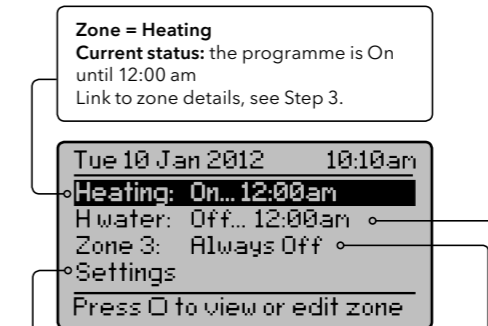 Zone = Heating
Current status: the programme is On
until 12:00 am
Link to zone details, see Step 3.
Tue 10 Jan 2012 10:10am
Heating: On... 12:00am
H water: Off... 12:00am
Zone 3: Always Off
Settings
Press ▢ to view or edit zone